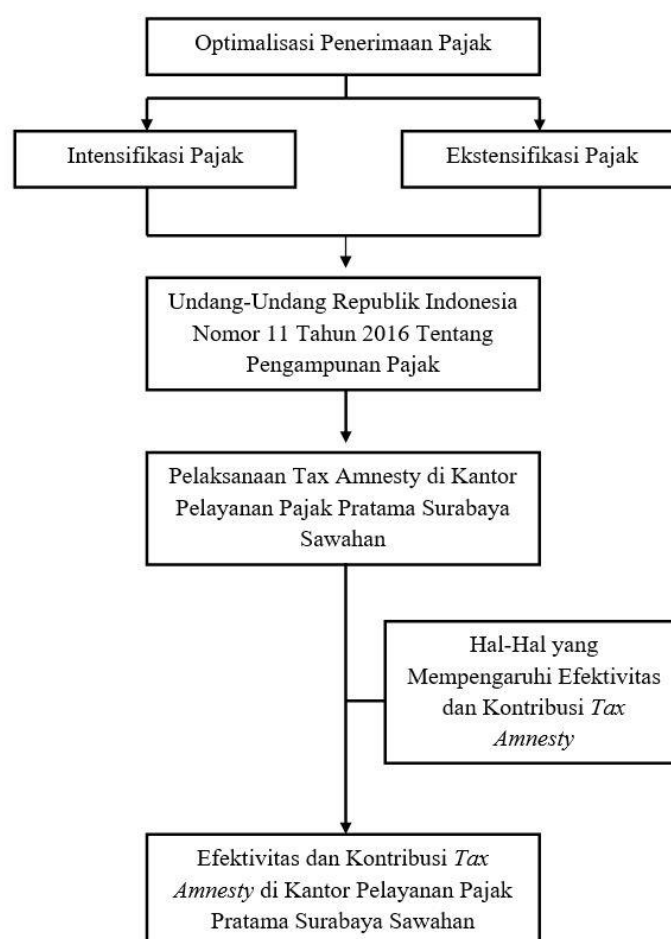 Optimalisasi Penerimaan Pajak
Intensifikasi Pajak
Ekstensifikasi Pajak
Undang-Undang Republik Indonesia
Nomor 11 Tahun 2016 Tentang
Pengampunan Pajak
Pelaksanaan Tax Amnesty di Kantor
Pelayanan Pajak Pratama Surabaya
Sawahan
Hal-Hal yang
Mempengaruhi Efektivitas
dan Kontribusi Tax
Amnesty
Efektivitas dan Kontribusi Tax
Amnesty di Kantor Pelayanan Pajak
Pratama Surabaya Sawahan